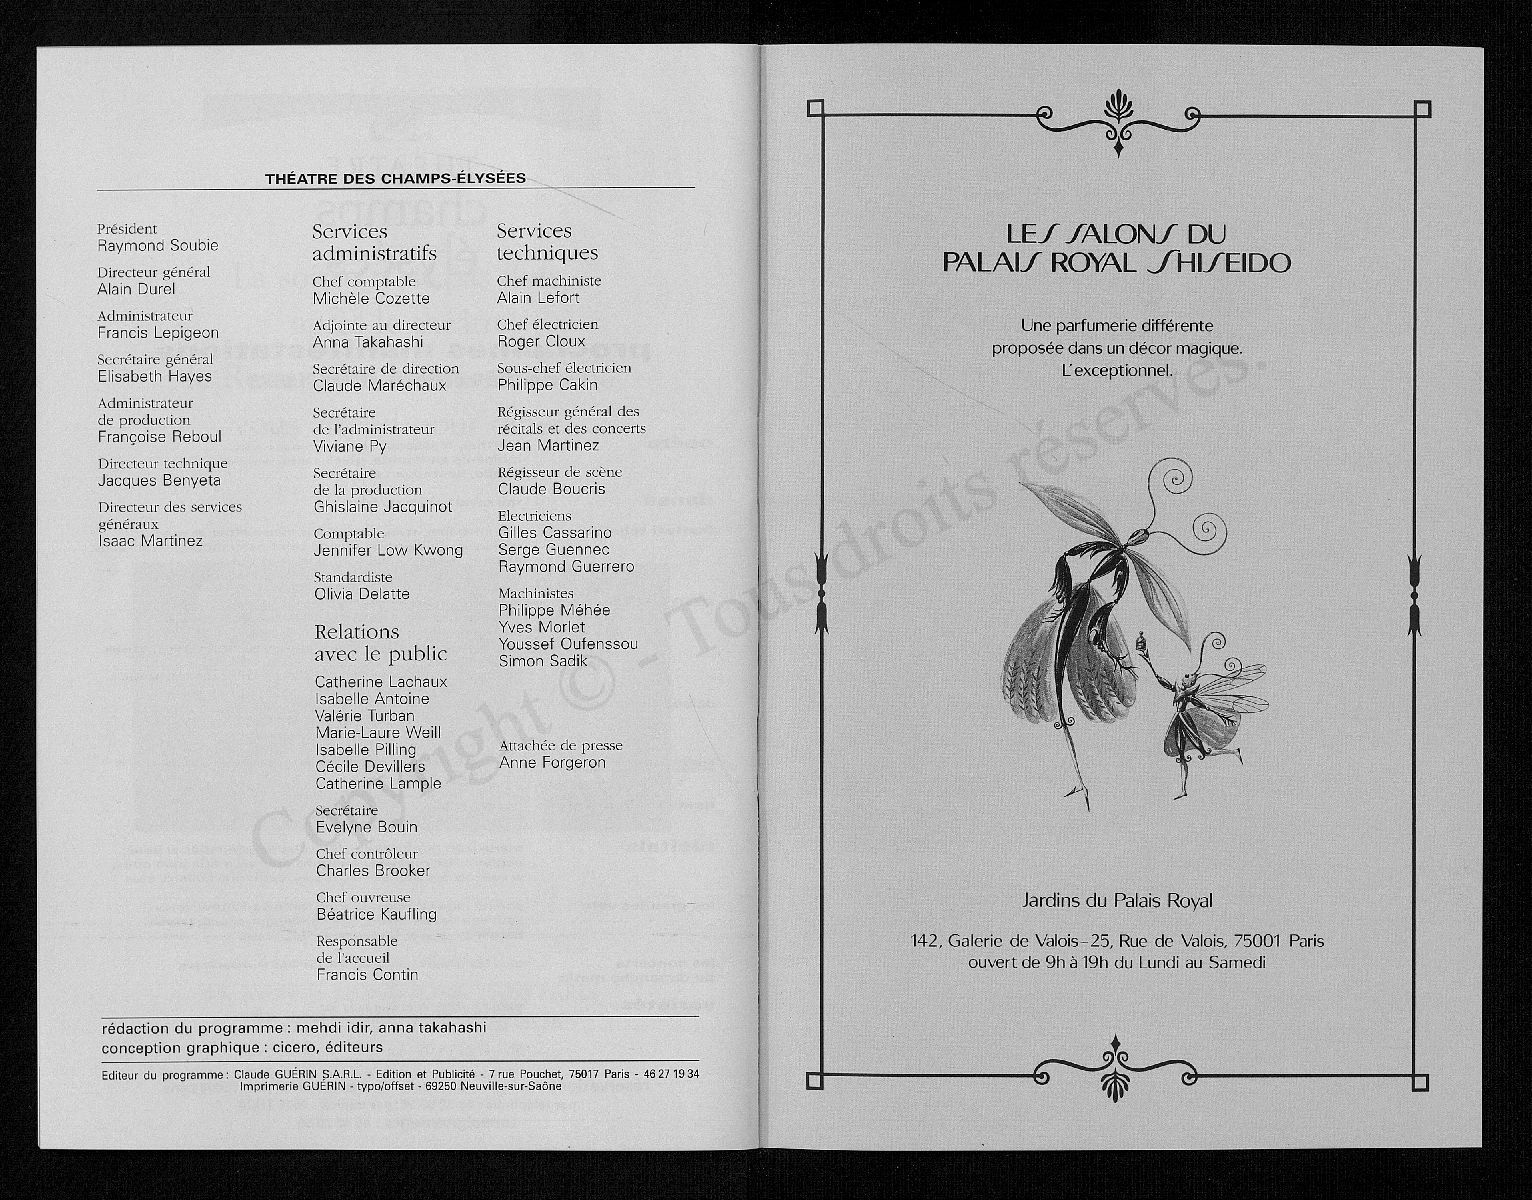 THÉATRE DES CHAMPS-ÉLYSÉES
Président
Raymond Soubie
Directeur général
Alain Durel
Administrateur
Francis Lepigeon
Secrétaire général
Elisabeth Hayes
Administrateur
de production
Françoise Reboul
Directeur technique
Jacques Benyeta
Directeur des services
généraux
Isaac Martinez
Services
administratifs
Chef comptable
Michèle Cozette
Adjointe au directeur
Anna Takahashi
Secrétaire de direction
Claude Maréchaux
Secrétaire
de l'administrateur
Viviane Py
Secrétaire
de la production
Ghislaine Jacquinot
Comptable
Jennifer Low Kwong
Standardiste
Olivia Delatte
Relations
avec le public
Catherine Lachaux
Isabelle Antoine
Valérie Turban
Marie-Laure Weill
Isabelle Pilling
Cécile Devillers
Catherine Lample
Secrétaire
Evelyne Bouin
Chef contrôleur
Charles Brooker
Chef ouvreuse
Béatrice Kaufling
Responsable
de l'accueil
Francis Contin
Services
techniques
Chef machiniste
Alain Lefort
Chef électricien
Roger Cloux
Sous-chef électricien
Philippe Cakin
Régisseur général des
récitals et des concerts
Jean Martinez
Régisseur de scène
Claude Boucris
Electriciens
Gilles Cassarino
Serge Guennec
Raymond Guerrero
Machinistes
Philippe Méhée
Yves Morlet
Youssef Oufenssou
Simon Sadik
Attachée de presse
Anne Forgeron
rédaction du programme : mehdi idir, anna takahashi
conception graphique : cicero, éditeurs
Editeur du programme : Claude GUÉRIN S.A.R.L. - Edition et Publicité - 7 rue Pouchet, 75017 Paris - 46 27 19 34
Imprimerie GUÉRIN - typo/offset - 69250 Neuville-sur-Saône
LES SALONS DU
PALAIS ROYAL SHISEIDO
Une parfumerie différente
proposée dans un décor magique.
L'exceptionnel.
Jardins du Palais Royal
142, Galerie de Valois-25, Rue de Valois, 75001 Paris
ouvert de 9h à 19h du Lundi au Samedi
Copyright © - Tous droits réservés.